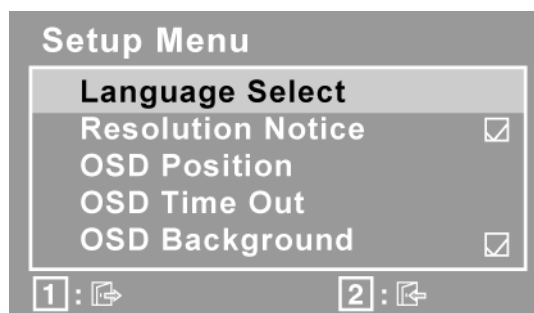 Setup Menu
Language Select
Resolution Notice
OSD Position
OSD Time Out
OSD Background
1 : 2 :